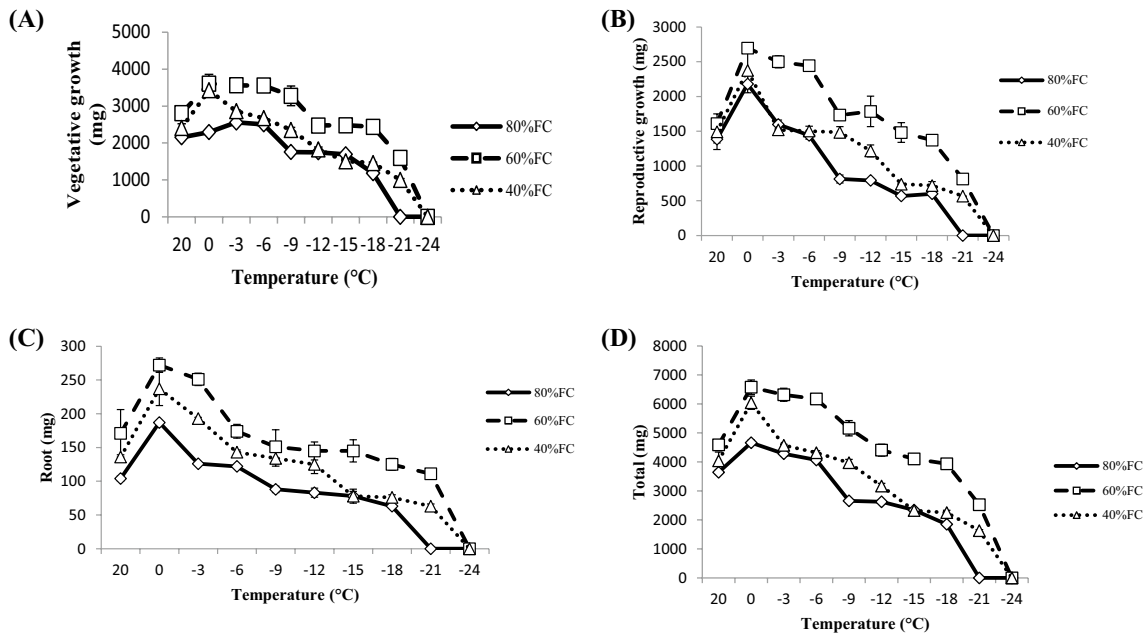 (A)
Vegetative growth
(mg)
5000
4000
3000
2000
1000
0
20 0 -3 -6 -9 -12 -15 -18 -21 -24
Temperature (°C)
80%FC
60%FC
40%FC
(B)
Reproductive growth (mg)
3000
2500
2000
1500
1000
500
0
20 0 -3 -6 -9 -12 -15 -18 -21 -24
Temperature (°C)
80%FC
60%FC
40%FC
(C)
Root (mg)
300
250
200
150
100
50
0
20 0 -3 -6 -9 -12 -15 -18 -21 -24
Temperature (°C)
80%FC
60%FC
40%FC
(D)
Total (mg)
8000
7000
6000
5000
4000
3000
2000
1000
0
20 0 -3 -6 -9 -12 -15 -18 -21 -24
Temperature (°C)
80%FC
60%FC
40%FC